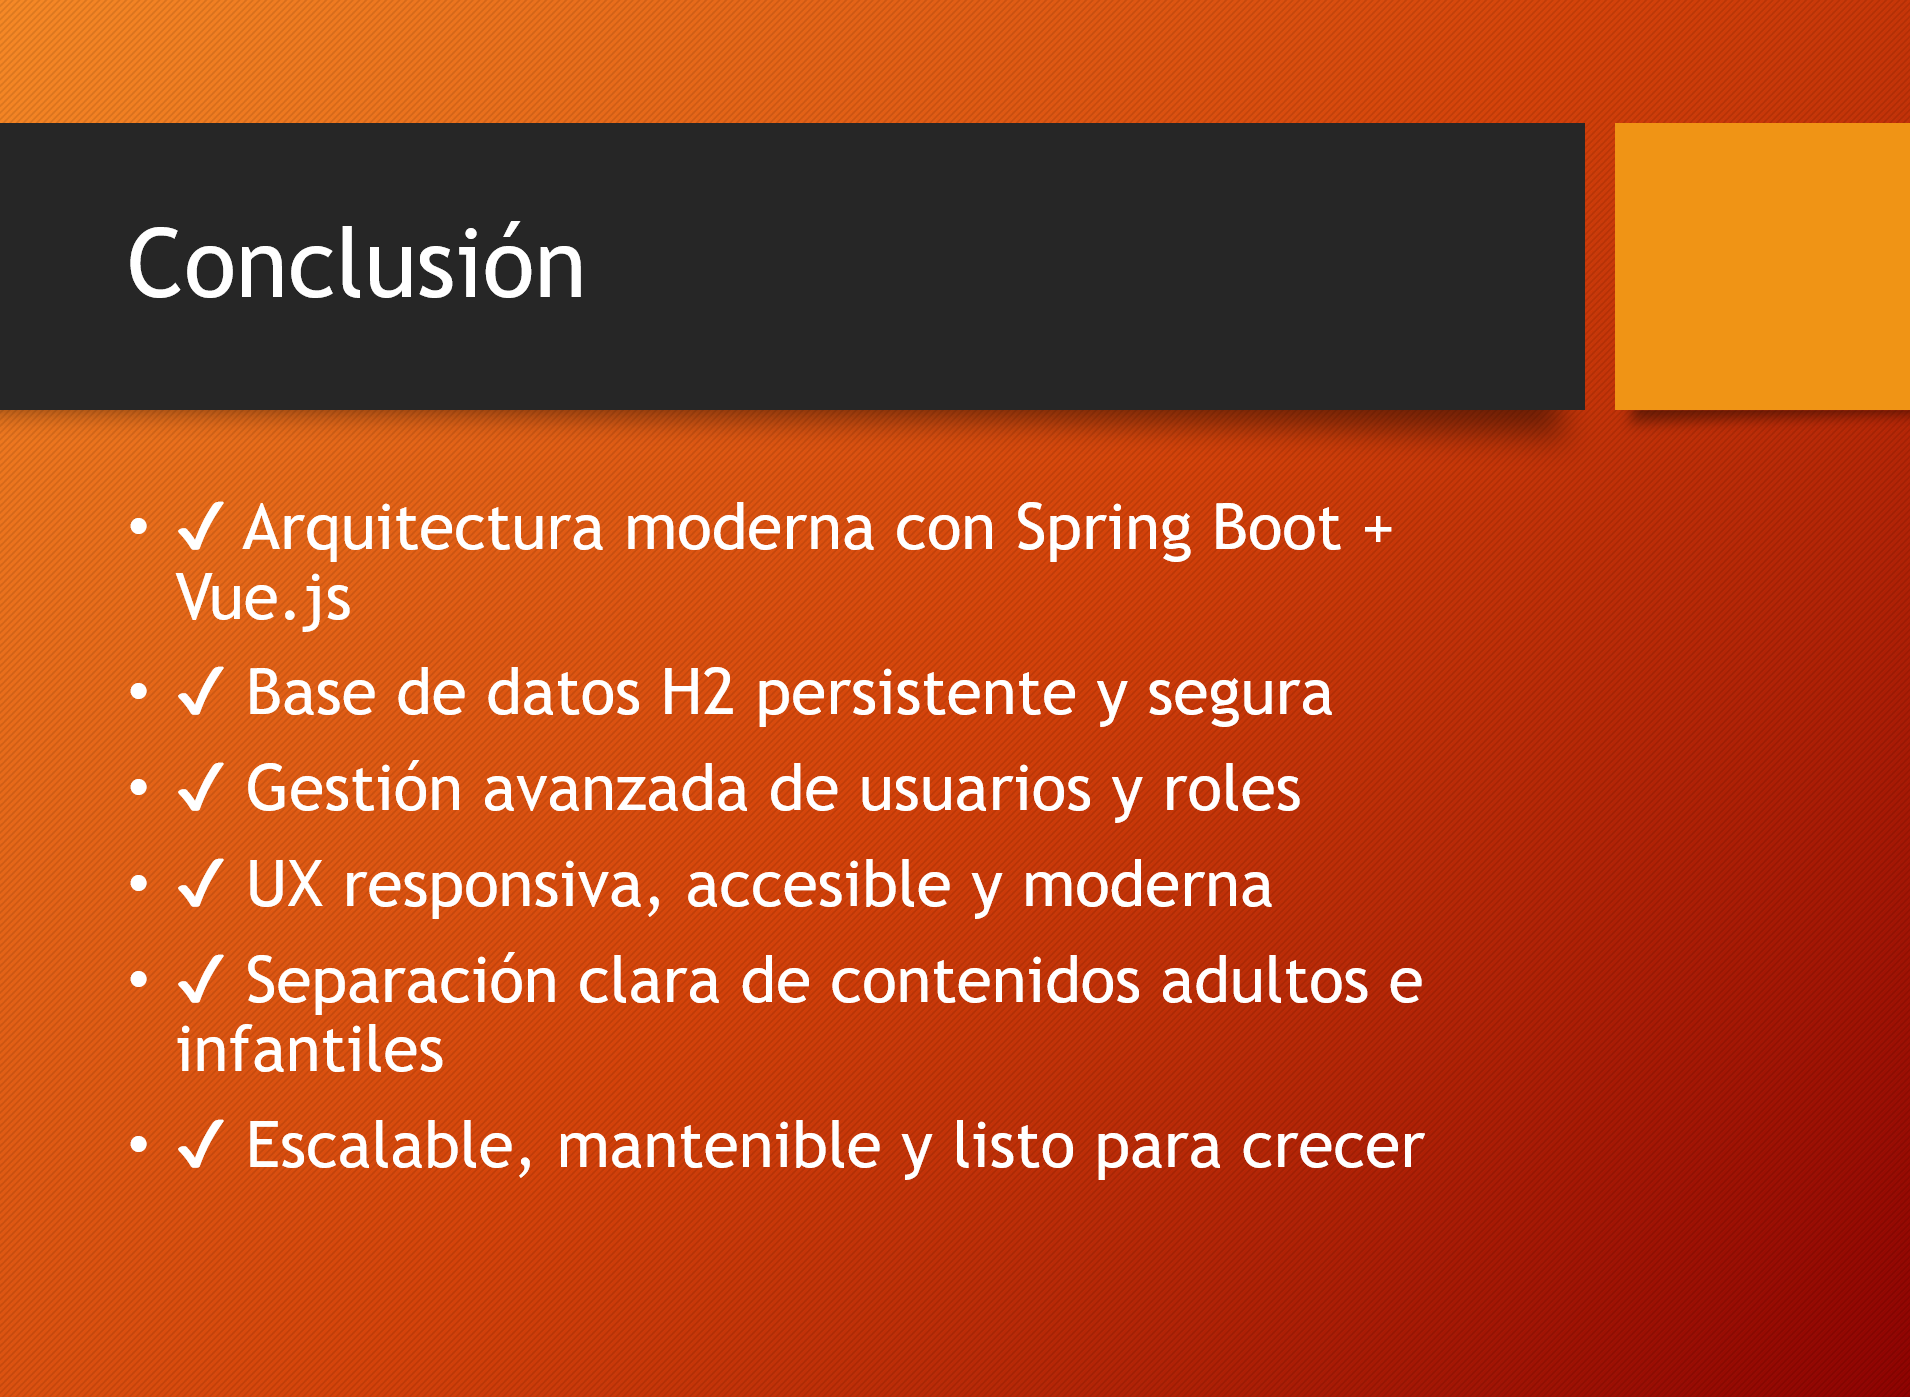 Conclusión
• ✓ Arquitectura moderna con Spring Boot +
Vue.js
• ✓ Base de datos H2 persistente y segura
• ✓ Gestión avanzada de usuarios y roles
• ✓ UX responsiva, accesible y moderna
• ✓ Separación clara de contenidos adultos e
infantiles
• ✓ Escalable, mantenible y listo para crecer